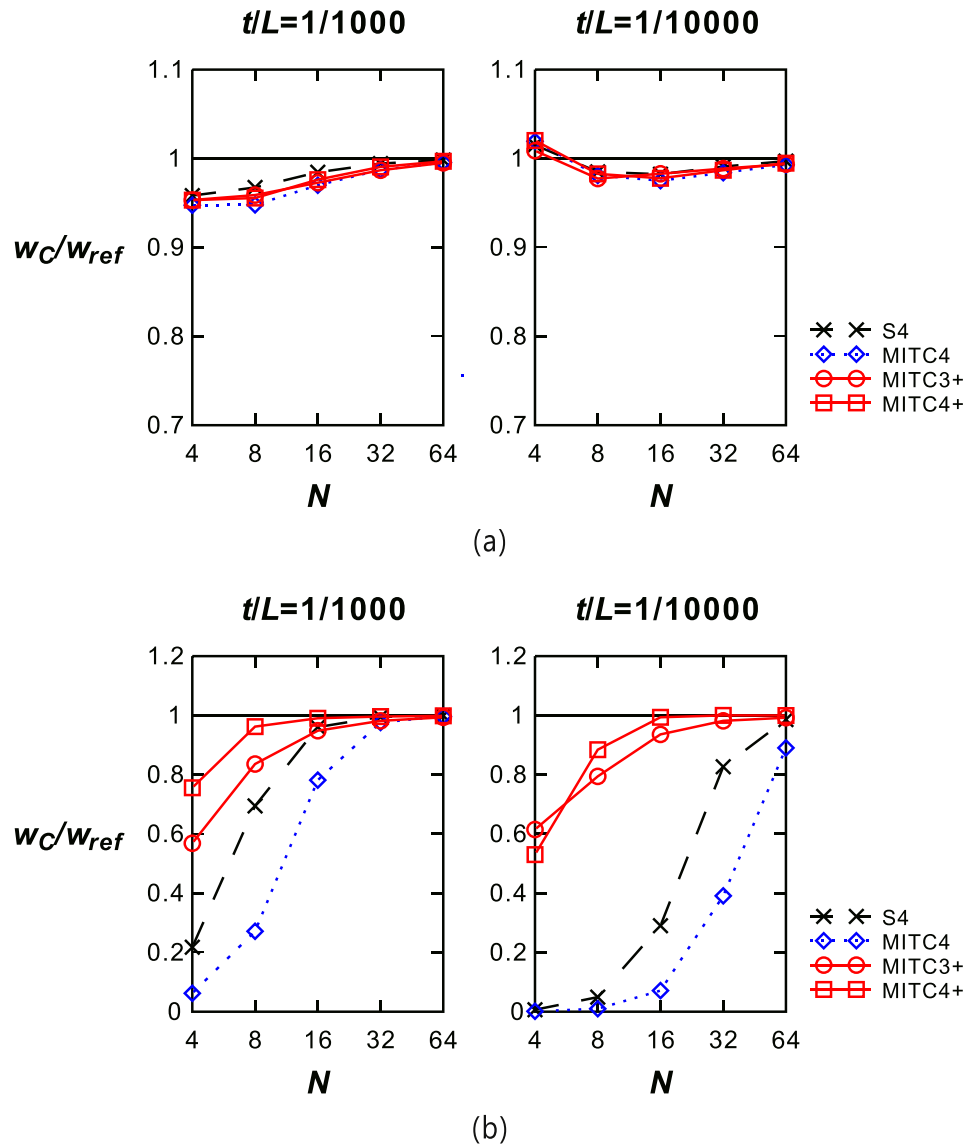 t/L=1/1000
t/L=1/10000
1.1
1
0.9
0.8
0.7
w_C/w_ref
4 8 16 32 64
N
1.1
1
0.9
0.8
0.7
4 8 16 32 64
N
S4
MITC4
MITC3+
MITC4+
(a)
t/L=1/1000
t/L=1/10000
1.2
1
0.8
0.6
0.4
0.2
0
w_C/w_ref
4 8 16 32 64
N
1.2
1
0.8
0.6
0.4
0.2
0
4 8 16 32 64
N
S4
MITC4
MITC3+
MITC4+
(b)